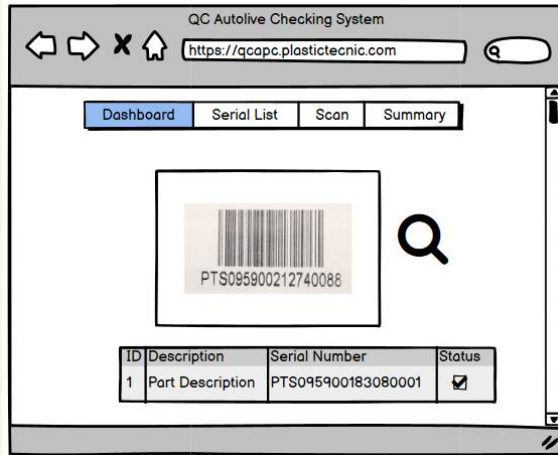 QC Autolive Checking System
https://qcapc.plastictecnic.com
Dashboard Serial List Scan Summary
PTS095900212740088
ID Description Serial Number Status
1 Part Description PTS095900183080001